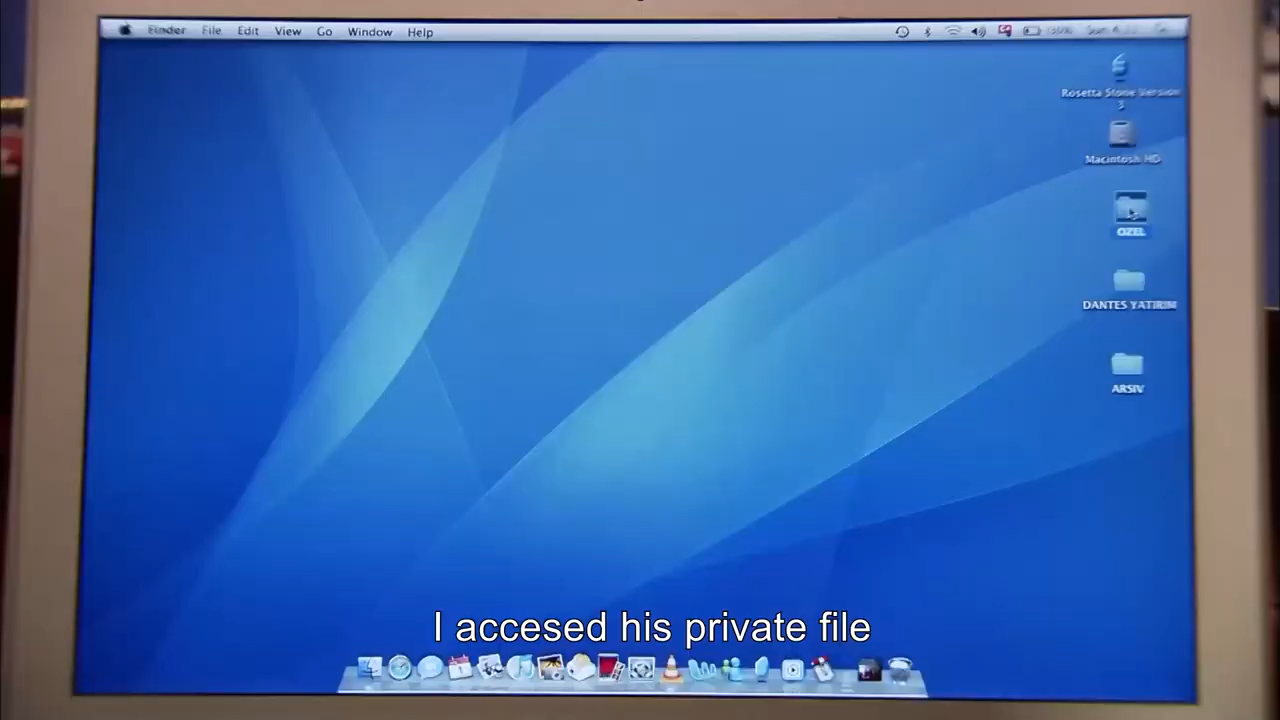 Finder File Edit View Go Window Help
Rosetta Stone Version
3
Macintosh HD
OZEL
DANTES YATIRIM
ARSIV
I accesed his private file